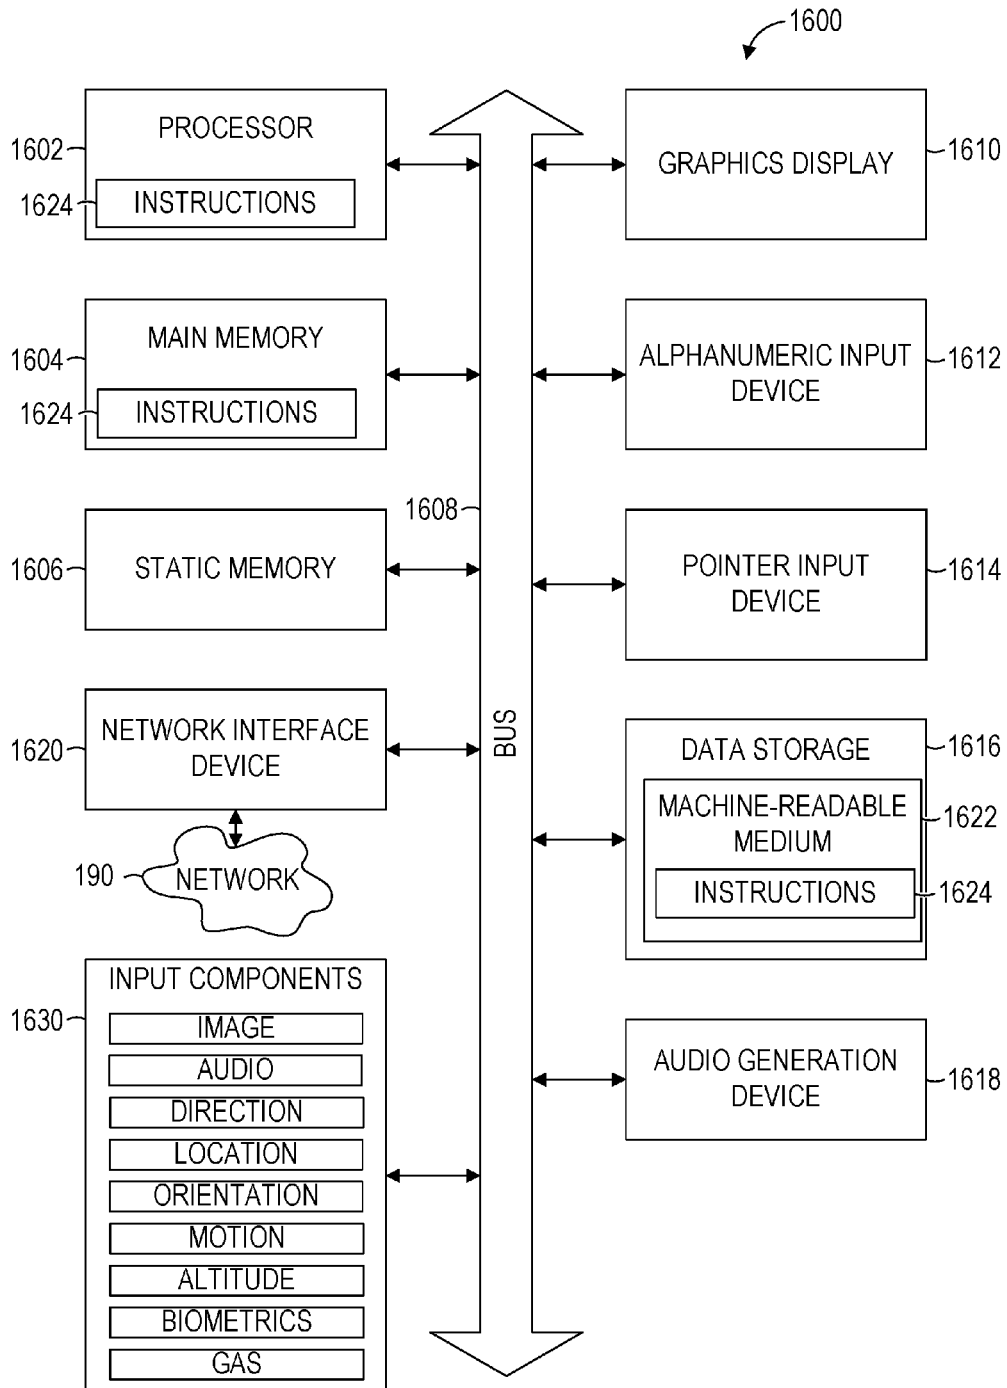 1600
PROCESSOR
1602
1624
INSTRUCTIONS
GRAPHICS DISPLAY
1610
MAIN MEMORY
1604
1624
INSTRUCTIONS
ALPHANUMERIC INPUT
DEVICE
1612
1608
STATIC MEMORY
1606
POINTER INPUT
DEVICE
1614
NETWORK INTERFACE
DEVICE
1620
BUS
DATA STORAGE
1616
MACHINE-READABLE
MEDIUM
1622
INSTRUCTIONS
1624
190
NETWORK
INPUT COMPONENTS
1630
IMAGE
AUDIO
DIRECTION
LOCATION
ORIENTATION
MOTION
ALTITUDE
BIOMETRICS
GAS
AUDIO GENERATION
DEVICE
1618